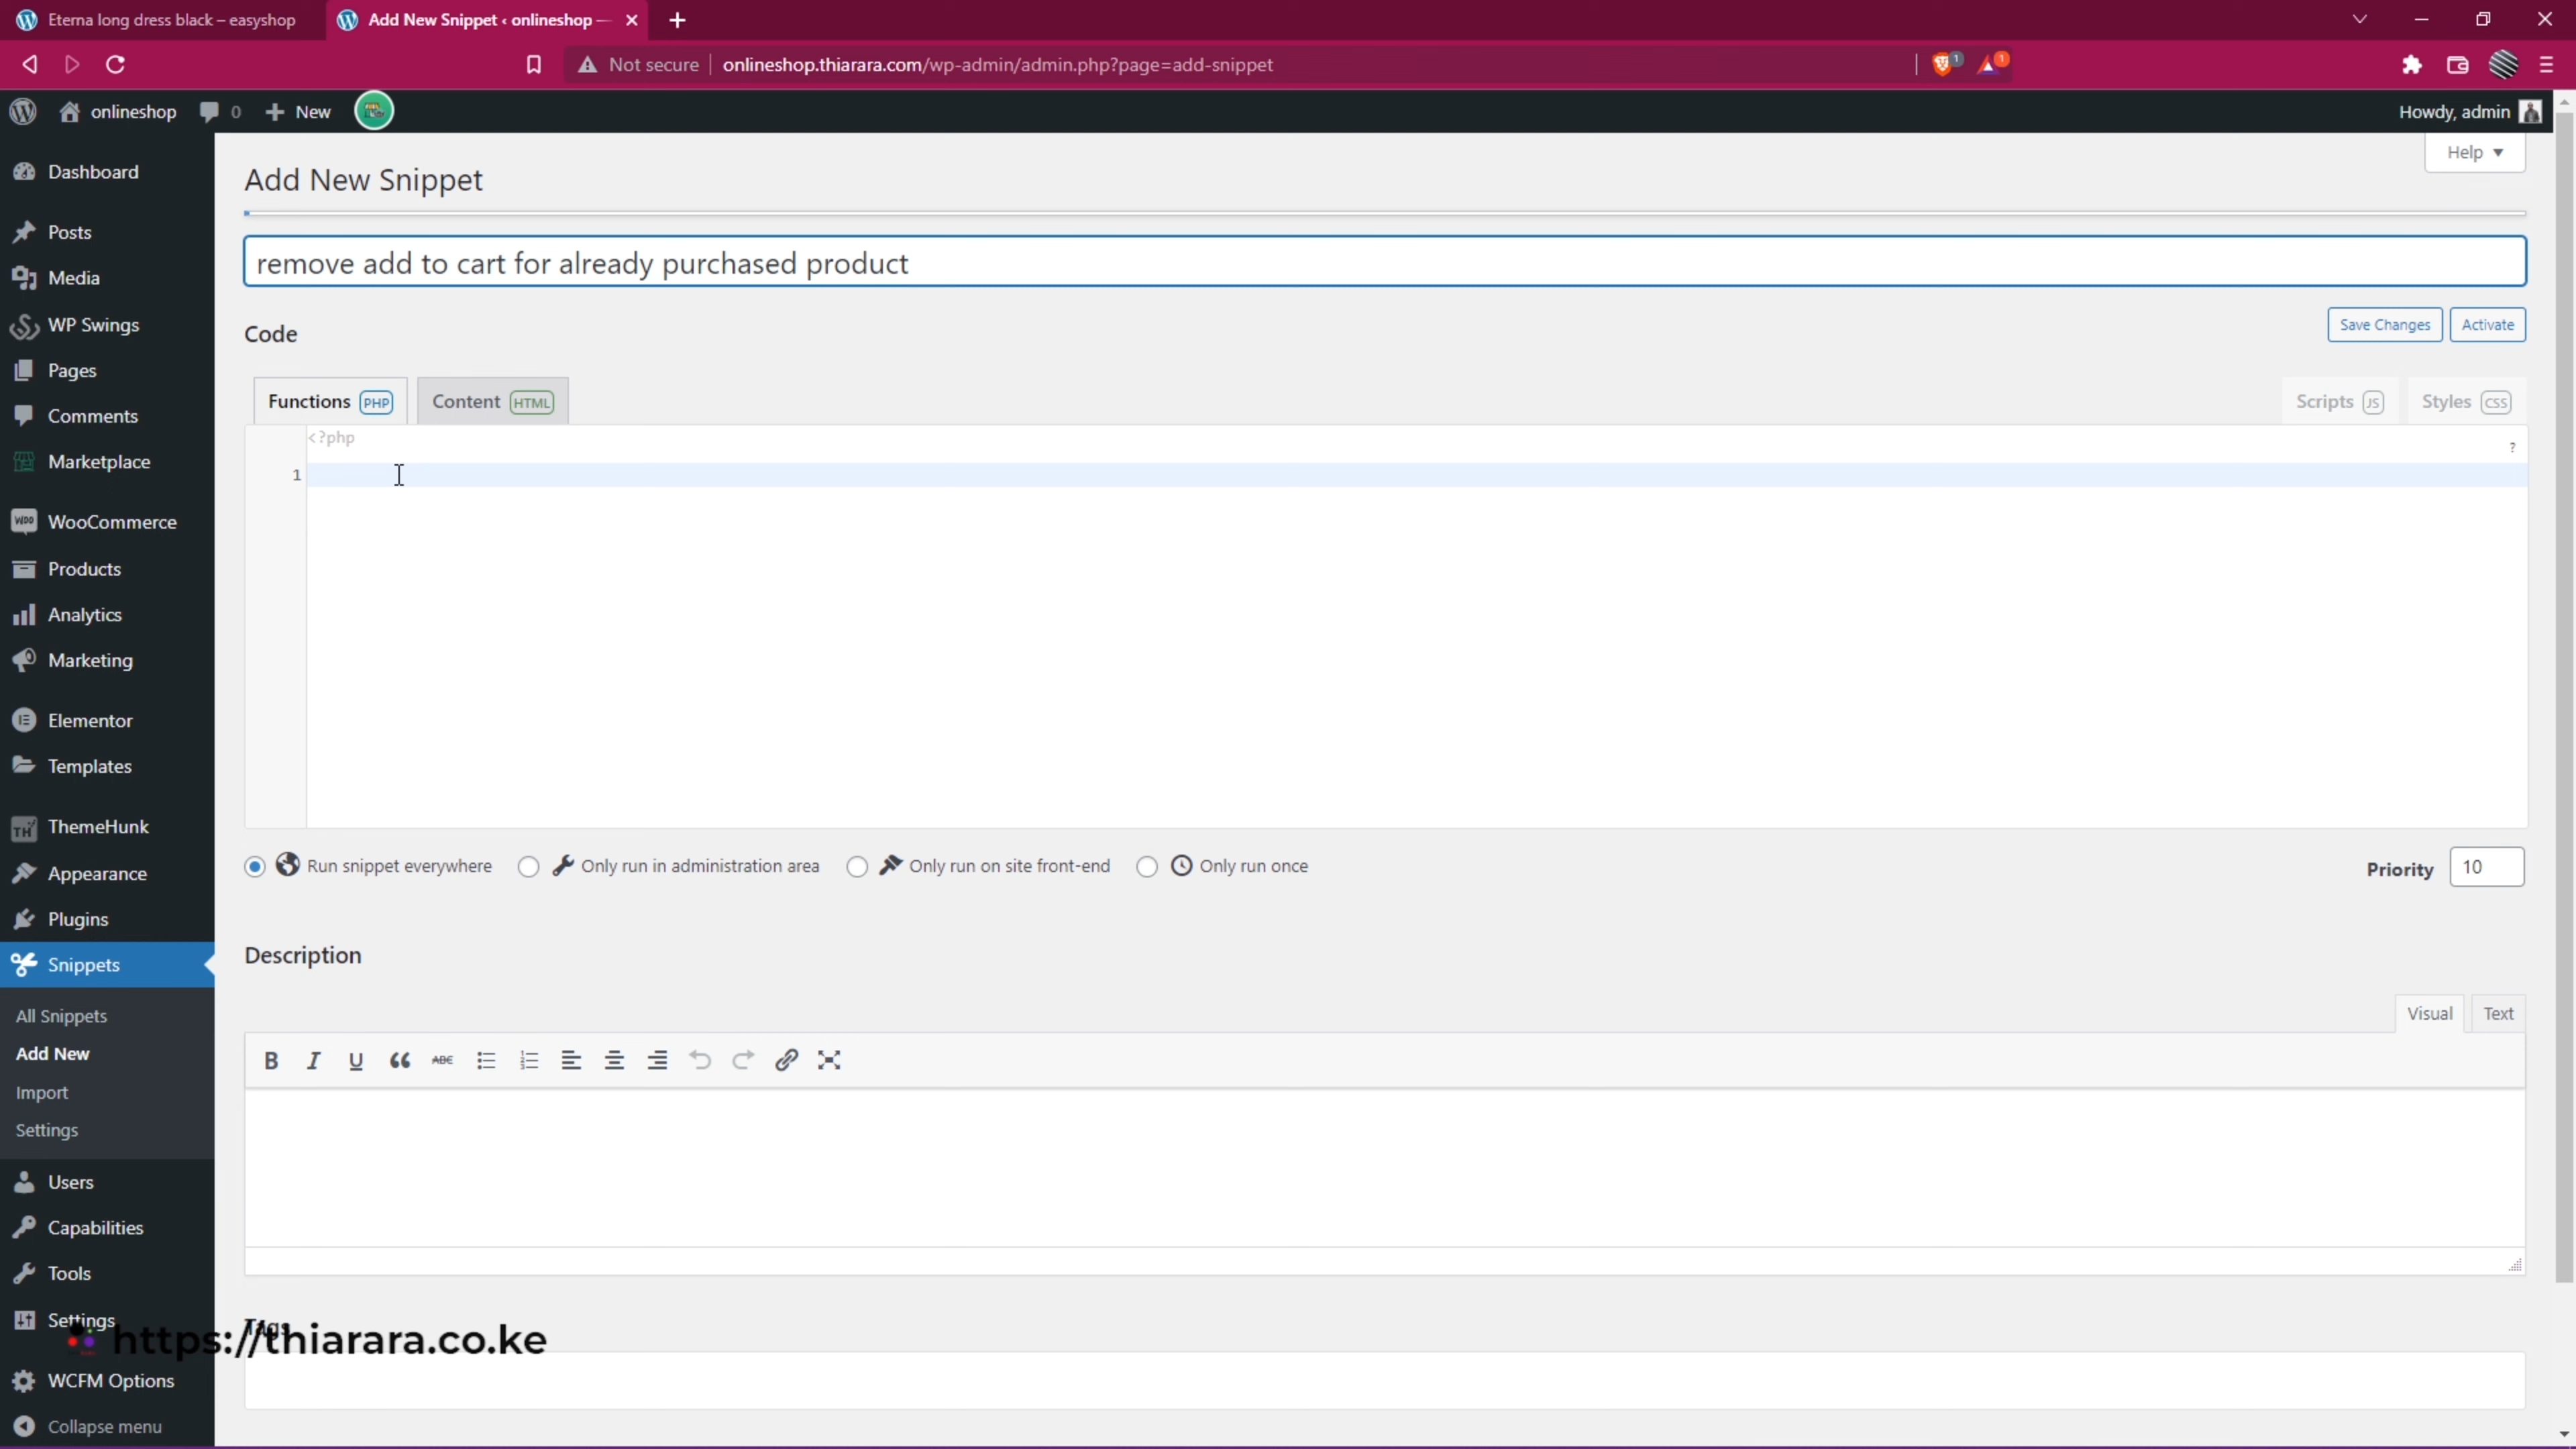 Eterna long dress black – easyshop
Add New Snippet ‹ onlineshop —
Not secure
onlineshop.thiarara.com/wp-admin/admin.php?page=add-snippet
1
1
onlineshop
0
New
Howdy, admin
Help
Dashboard
Posts
Media
WP Swings
Pages
Comments
Marketplace
WooCommerce
Products
Analytics
Marketing
Elementor
Templates
ThemeHunk
Appearance
Plugins
Snippets
All Snippets
Add New
Import
Settings
Users
Capabilities
Tools
Settings
WCFM Options
Collapse menu
Add New Snippet
remove add to cart for already purchased product
Code
Save Changes
Activate
Functions PHP
Content HTML
Scripts JS
Styles CSS
<?php
?
1
Run snippet everywhere
Only run in administration area
Only run on site front-end
Only run once
Priority
10
Description
Visual
Text
B I U ABC
Tags
https://thiarara.co.ke